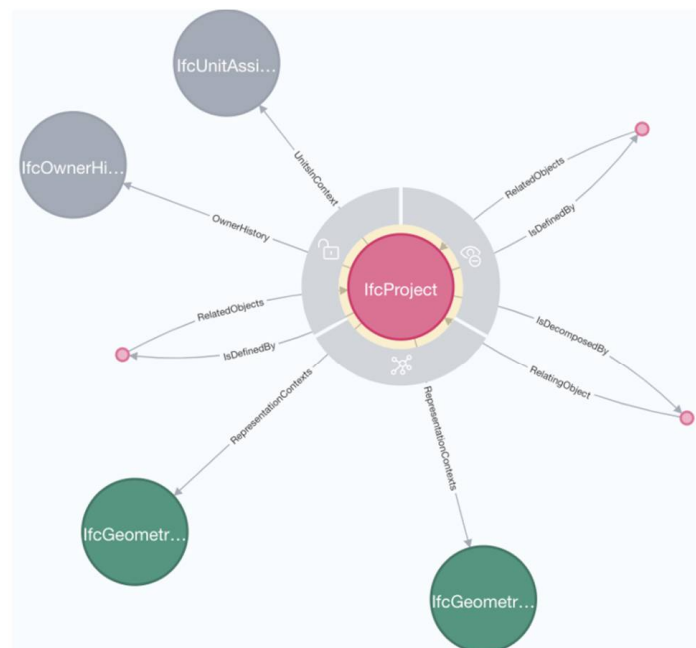 IfcUnitAssi...
IfcOwnerHi...
UnitsInContext
RelatedObjects
IsDefinedBy
OwnerHistory
IfcProject
RelatedObjects
IsDefinedBy
IsDecomposedBy
RelatingObject
RepresentationContexts
RepresentationContexts
IfcGeometr...
IfcGeometr...